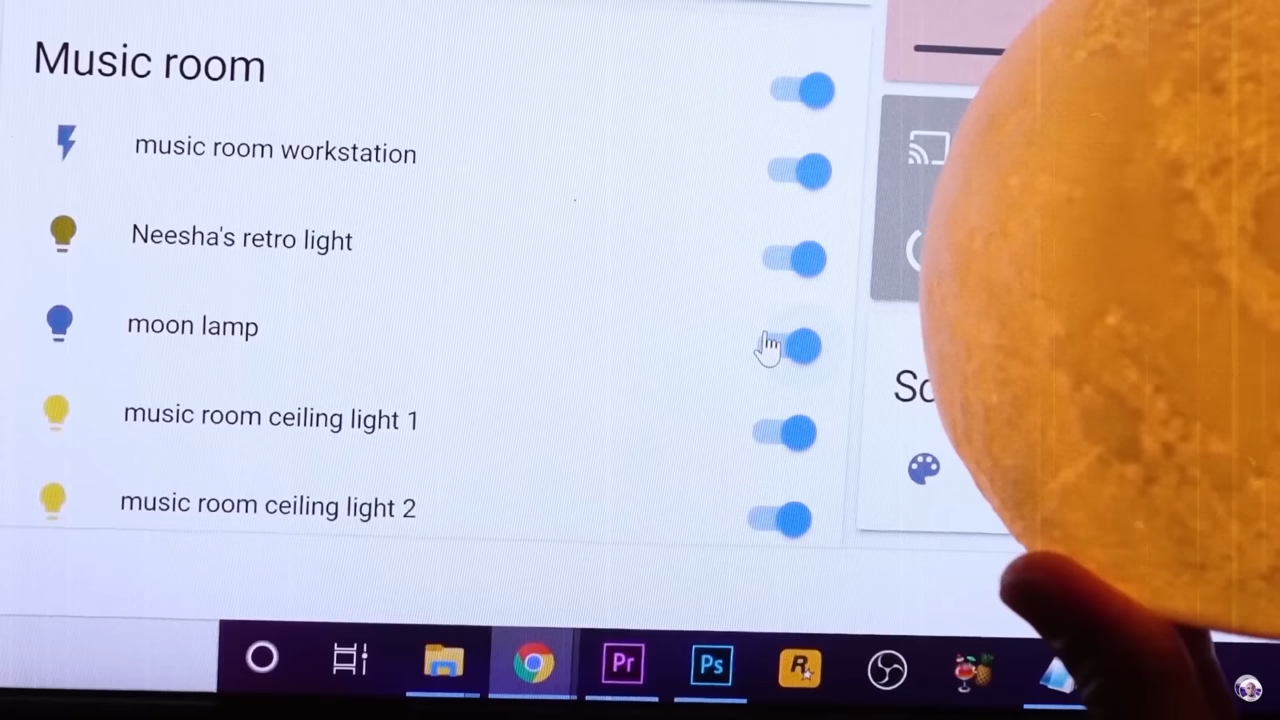 Music room
music room workstation
Neesha's retro light
moon lamp
music room ceiling light 1
music room ceiling light 2
Pr
Ps
R